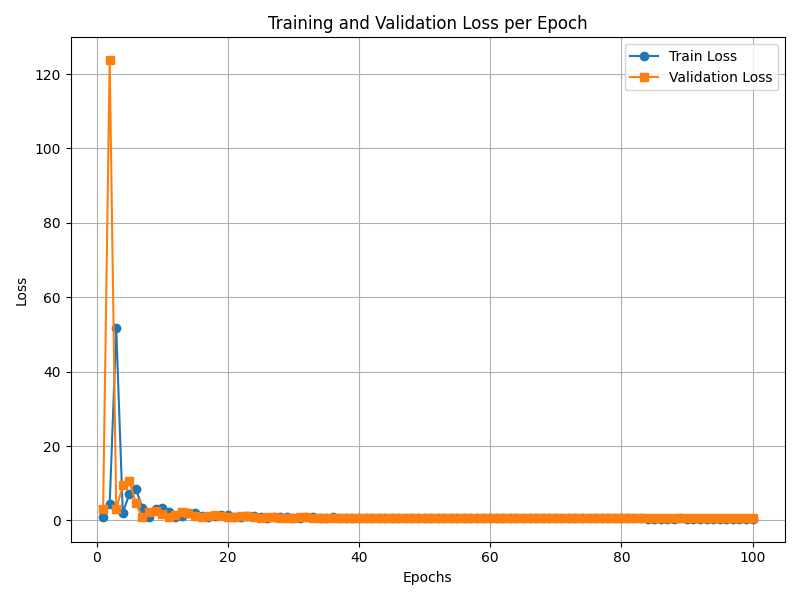 Training and Validation Loss per Epoch
Train Loss
Validation Loss
120
100
80
60
40
20
0
Loss
0 20 40 60 80 100
Epochs